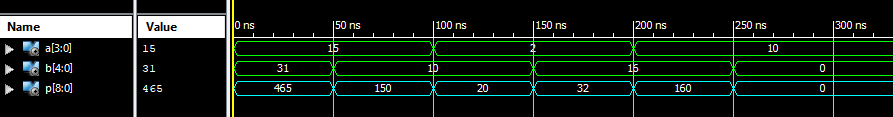 Name Value 0 ns 50 ns 100 ns 150 ns 200 ns 250 ns 300 ns
a[3:0] 15 15 2 10
b[4:0] 31 31 10 16 0
p[8:0] 465 465 150 20 32 160 0